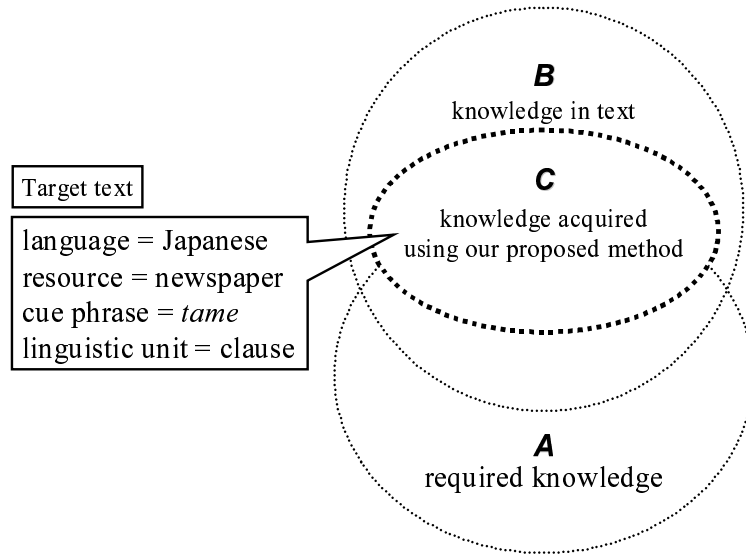 B
knowledge in text
C
knowledge acquired
using our proposed method
Target text
language = Japanese
resource = newspaper
cue phrase = tame
linguistic unit = clause
A
required knowledge